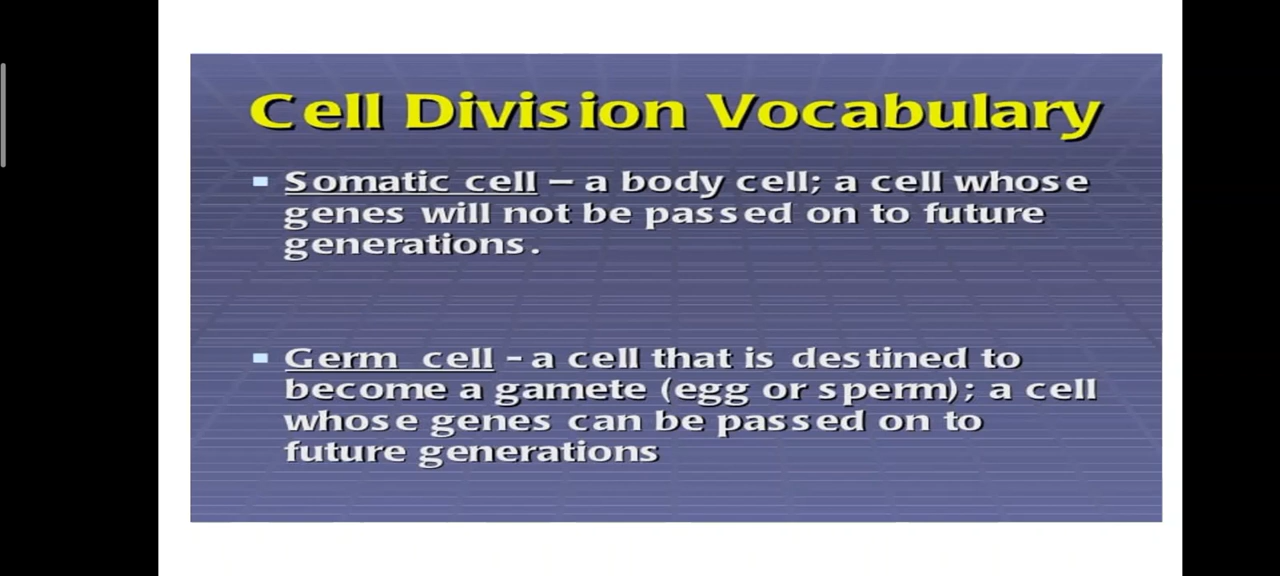 Cell Division Vocabulary
▪ Somatic cell – a body cell; a cell whose
genes will not be passed on to future
generations.
▪ Germ cell - a cell that is destined to
become a gamete (egg or sperm); a cell
whose genes can be passed on to
future generations